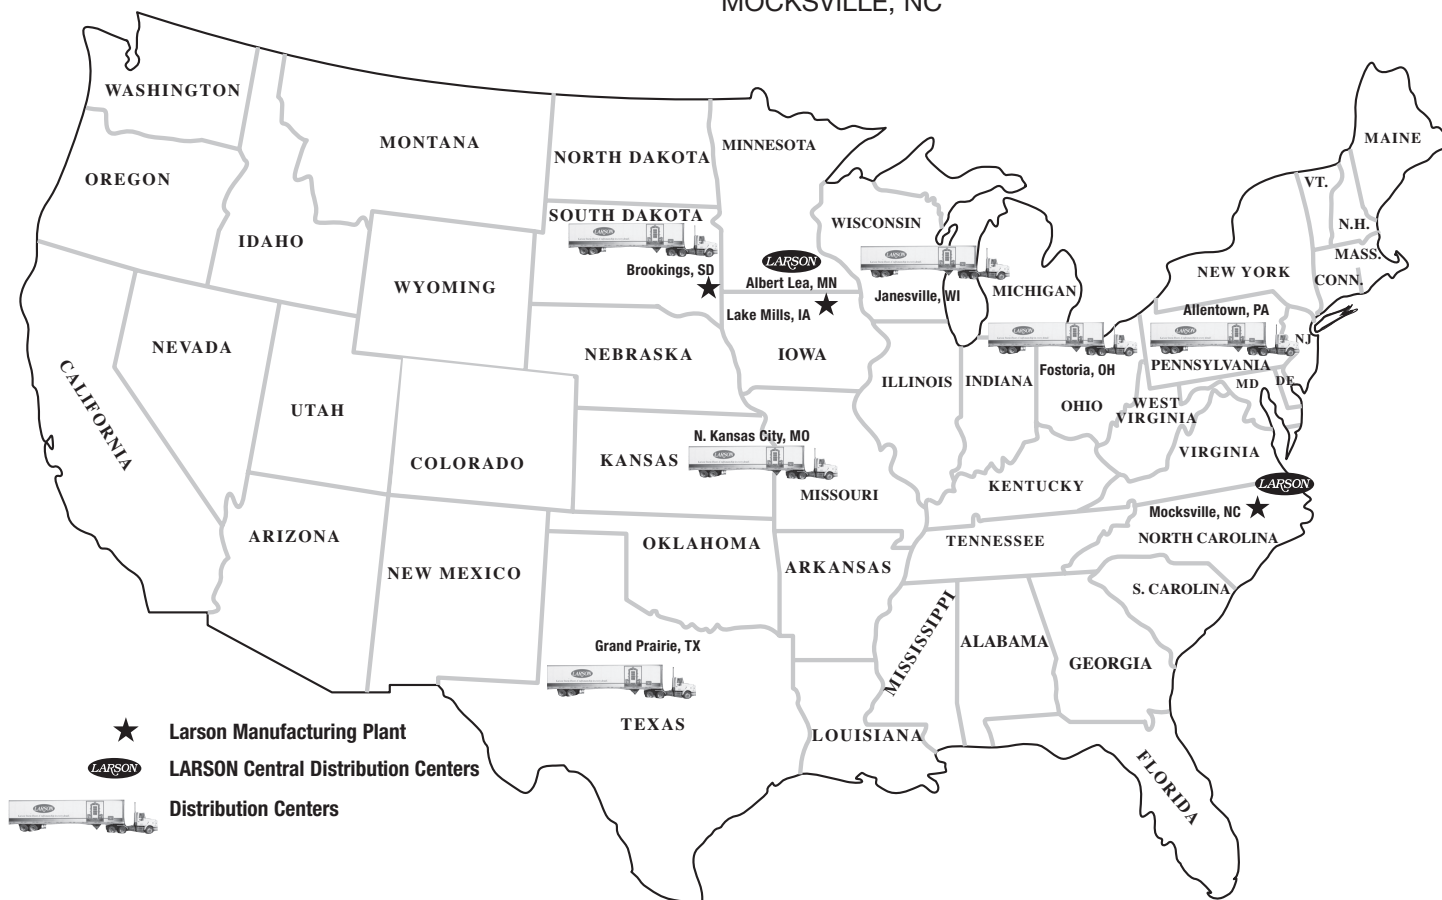 MOCKSVILLE, NC
WASHINGTON
MONTANA
NORTH DAKOTA
MINNESOTA
MAINE
OREGON
VT.
SOUTH DAKOTA
WISCONSIN
N.H.
IDAHO
MASS.
LARSON
Brookings, SD
Albert Lea, MN
NEW YORK
CONN.
WYOMING
Janesville, WI
MICHIGAN
Lake Mills, IA
Allentown, PA
NEVADA
NEBRASKA
IOWA
NJ
Fostoria, OH
PENNSYLVANIA
CALIFORNIA
UTAH
ILLINOIS
INDIANA
MD
DE
OHIO
WEST
VIRGINIA
COLORADO
KANSAS
N. Kansas City, MO
VIRGINIA
MISSOURI
KENTUCKY
LARSON
Mocksville, NC
ARIZONA
OKLAHOMA
TENNESSEE
NORTH CAROLINA
NEW MEXICO
ARKANSAS
S. CAROLINA
MISSISSIPPI
ALABAMA
GEORGIA
Grand Prairie, TX
TEXAS
LOUISIANA
FLORIDA
Larson Manufacturing Plant
LARSON
LARSON Central Distribution Centers
Distribution Centers